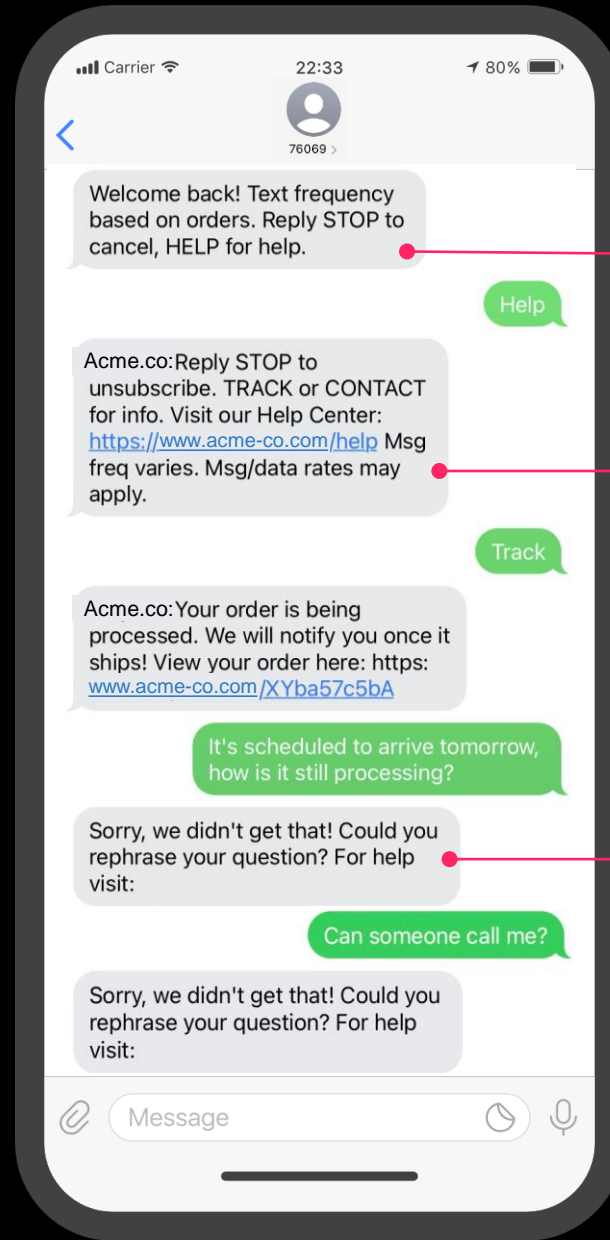 Carrier 22:33 80%
76069 >
Welcome back! Text frequency
based on orders. Reply STOP to
cancel, HELP for help.
Help
Acme.co:Reply STOP to
unsubscribe. TRACK or CONTACT
for info. Visit our Help Center:
https://www.acme-co.com/help Msg
freq varies. Msg/data rates may
apply.
Track
Acme.co:Your order is being
processed. We will notify you once it
ships! View your order here: https:
www.acme-co.com/XYba57c5bA
It's scheduled to arrive tomorrow,
how is it still processing?
Sorry, we didn't get that! Could you
rephrase your question? For help
visit:
Can someone call me?
Sorry, we didn't get that! Could you
rephrase your question? For help
visit:
Message